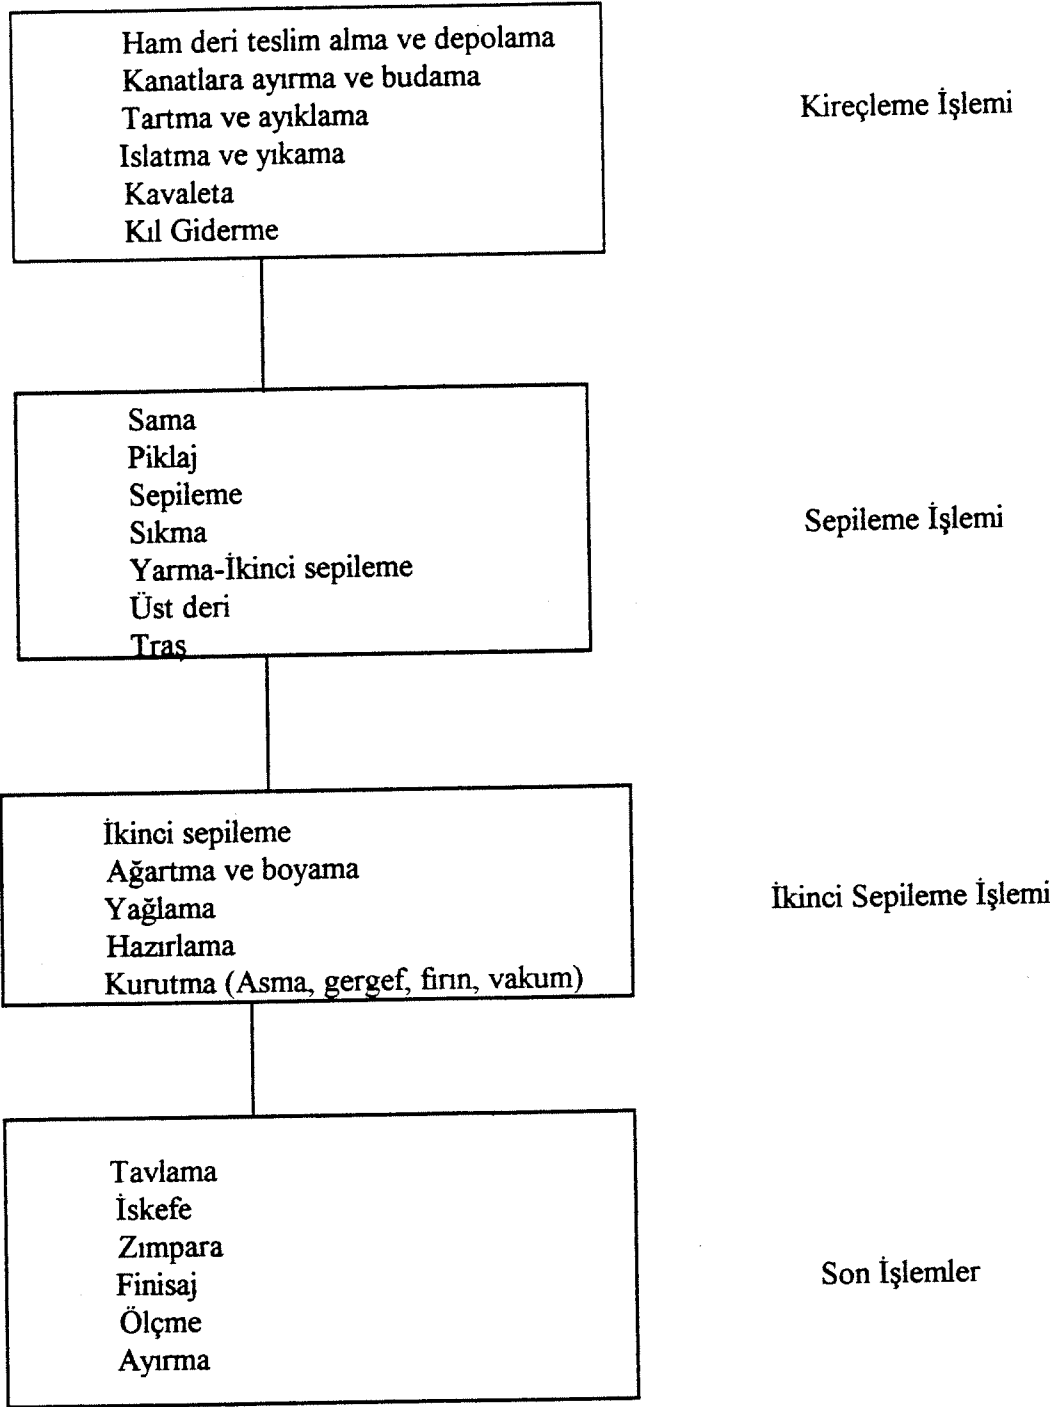 Ham deri teslim alma ve depolama
Kanatlara ayırma ve budama
Tartma ve ayıklama
Islatma ve yıkama
Kavaleta
Kıl Giderme
Kireçleme İşlemi
Sama
Piklaj
Sepileme
Sıkma
Yarma-İkinci sepileme
Üst deri
Traş
Sepileme İşlemi
İkinci sepileme
Ağartma ve boyama
Yağlama
Hazırlama
Kurutma (Asma, gergef, fırın, vakum)
İkinci Sepileme İşlemi
Tavlama
İskefe
Zımpara
Finisaj
Ölçme
Ayırma
Son İşlemler